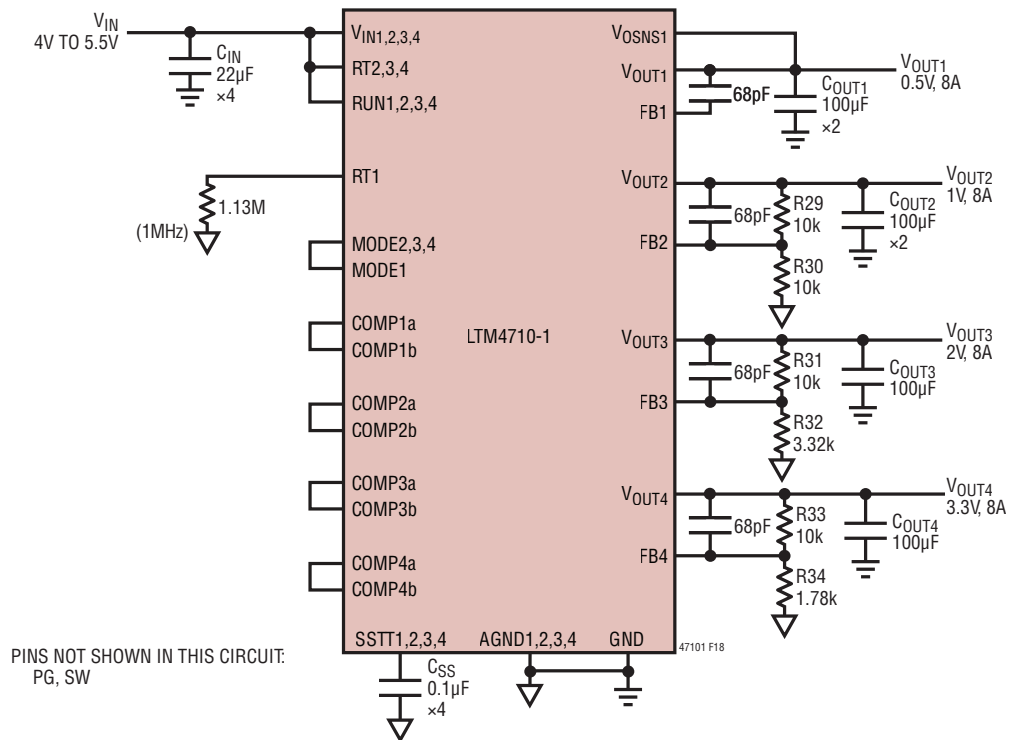 VIN
4V TO 5.5V
CIN
22µF
×4
VIN1,2,3,4
RT2,3,4
RUN1,2,3,4
RT1
1.13M
(1MHz)
MODE2,3,4
MODE1
COMP1a
COMP1b
COMP2a
COMP2b
COMP3a
COMP3b
COMP4a
COMP4b
LTM4710-1
SSTT1,2,3,4
AGND1,2,3,4
GND
CSS
0.1µF
×4
VOSNS1
VOUT1
FB1
68pF
COUT1
100µF
×2
VOUT1
0.5V, 8A
VOUT2
FB2
68pF
R29
10k
R30
10k
COUT2
100µF
×2
VOUT2
1V, 8A
VOUT3
FB3
68pF
R31
10k
R32
3.32k
COUT3
100µF
VOUT3
2V, 8A
VOUT4
FB4
68pF
R33
10k
R34
1.78k
COUT4
100µF
VOUT4
3.3V, 8A
47101 F18
PINS NOT SHOWN IN THIS CIRCUIT:
PG, SW